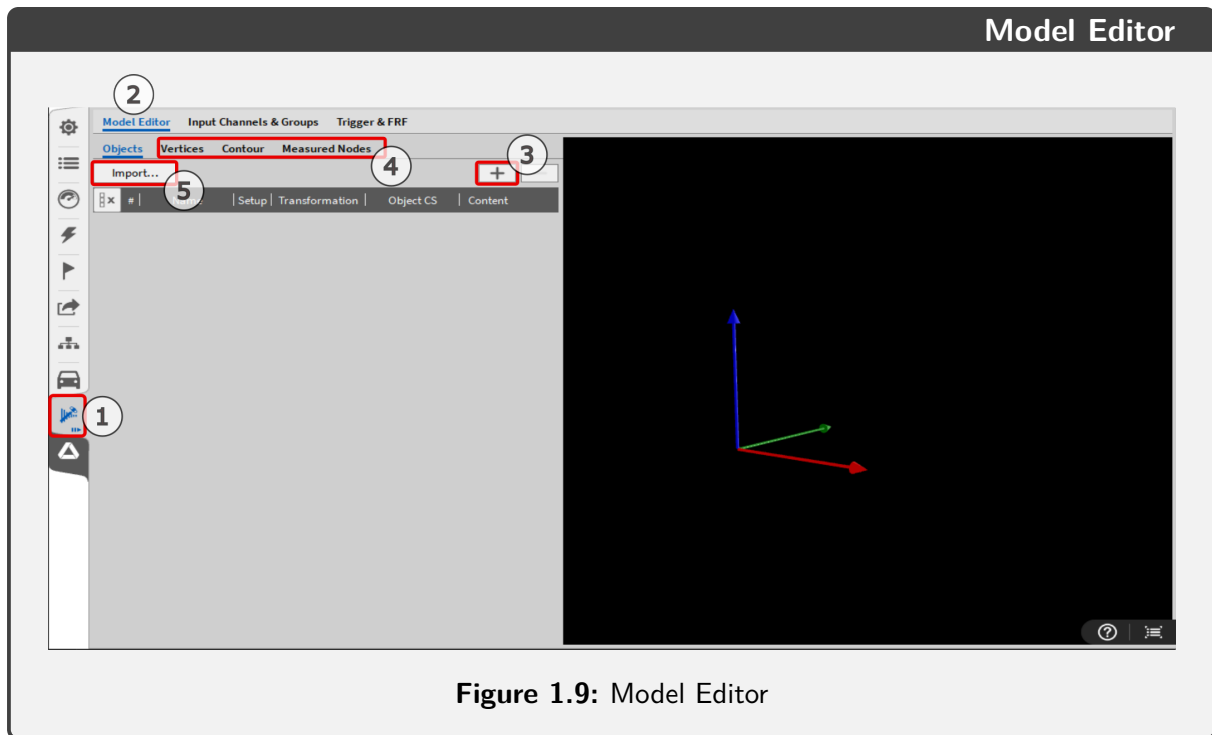 Model Editor
2
Model Editor Input Channels & Groups Trigger & FRF
Objects Vertices Contour Measured Nodes
3
4
Import...
+
5
# Setup Transformation Object CS Content
1
Figure 1.9: Model Editor